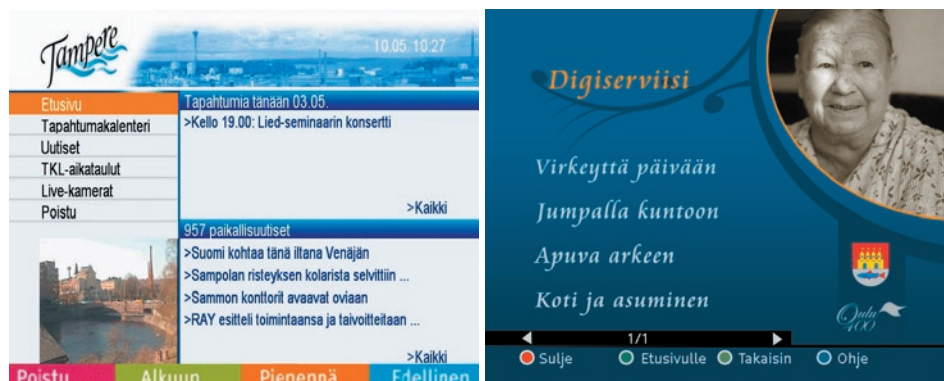 Tampere
10.05. 10:27
Etusivu
Tapahtumakalenteri
Uutiset
TKL-aikataulut
Live-kamerat
Poistu
Tapahtumia tänään 03.05.
>Kello 19.00: Lied-seminaarin konsertti
>Kaikki
957 paikallisuutiset
>Suomi kohtaa tänä iltana Venäjän
>Sampolan risteyksen kolarista selvittiin ...
>Sammon konttorit avaavat oviaan
>RAY esitteli toimintaansa ja taivoitteitaan ...
>Kaikki
Poistu Alkuun Pienennä Edellinen
Digiserviisi
Virkeyttä päivään
Jumpalla kuntoon
Apuva arkeen
Koti ja asuminen
Oulu
400
1/1
Sulje Etusivulle Takaisin Ohje